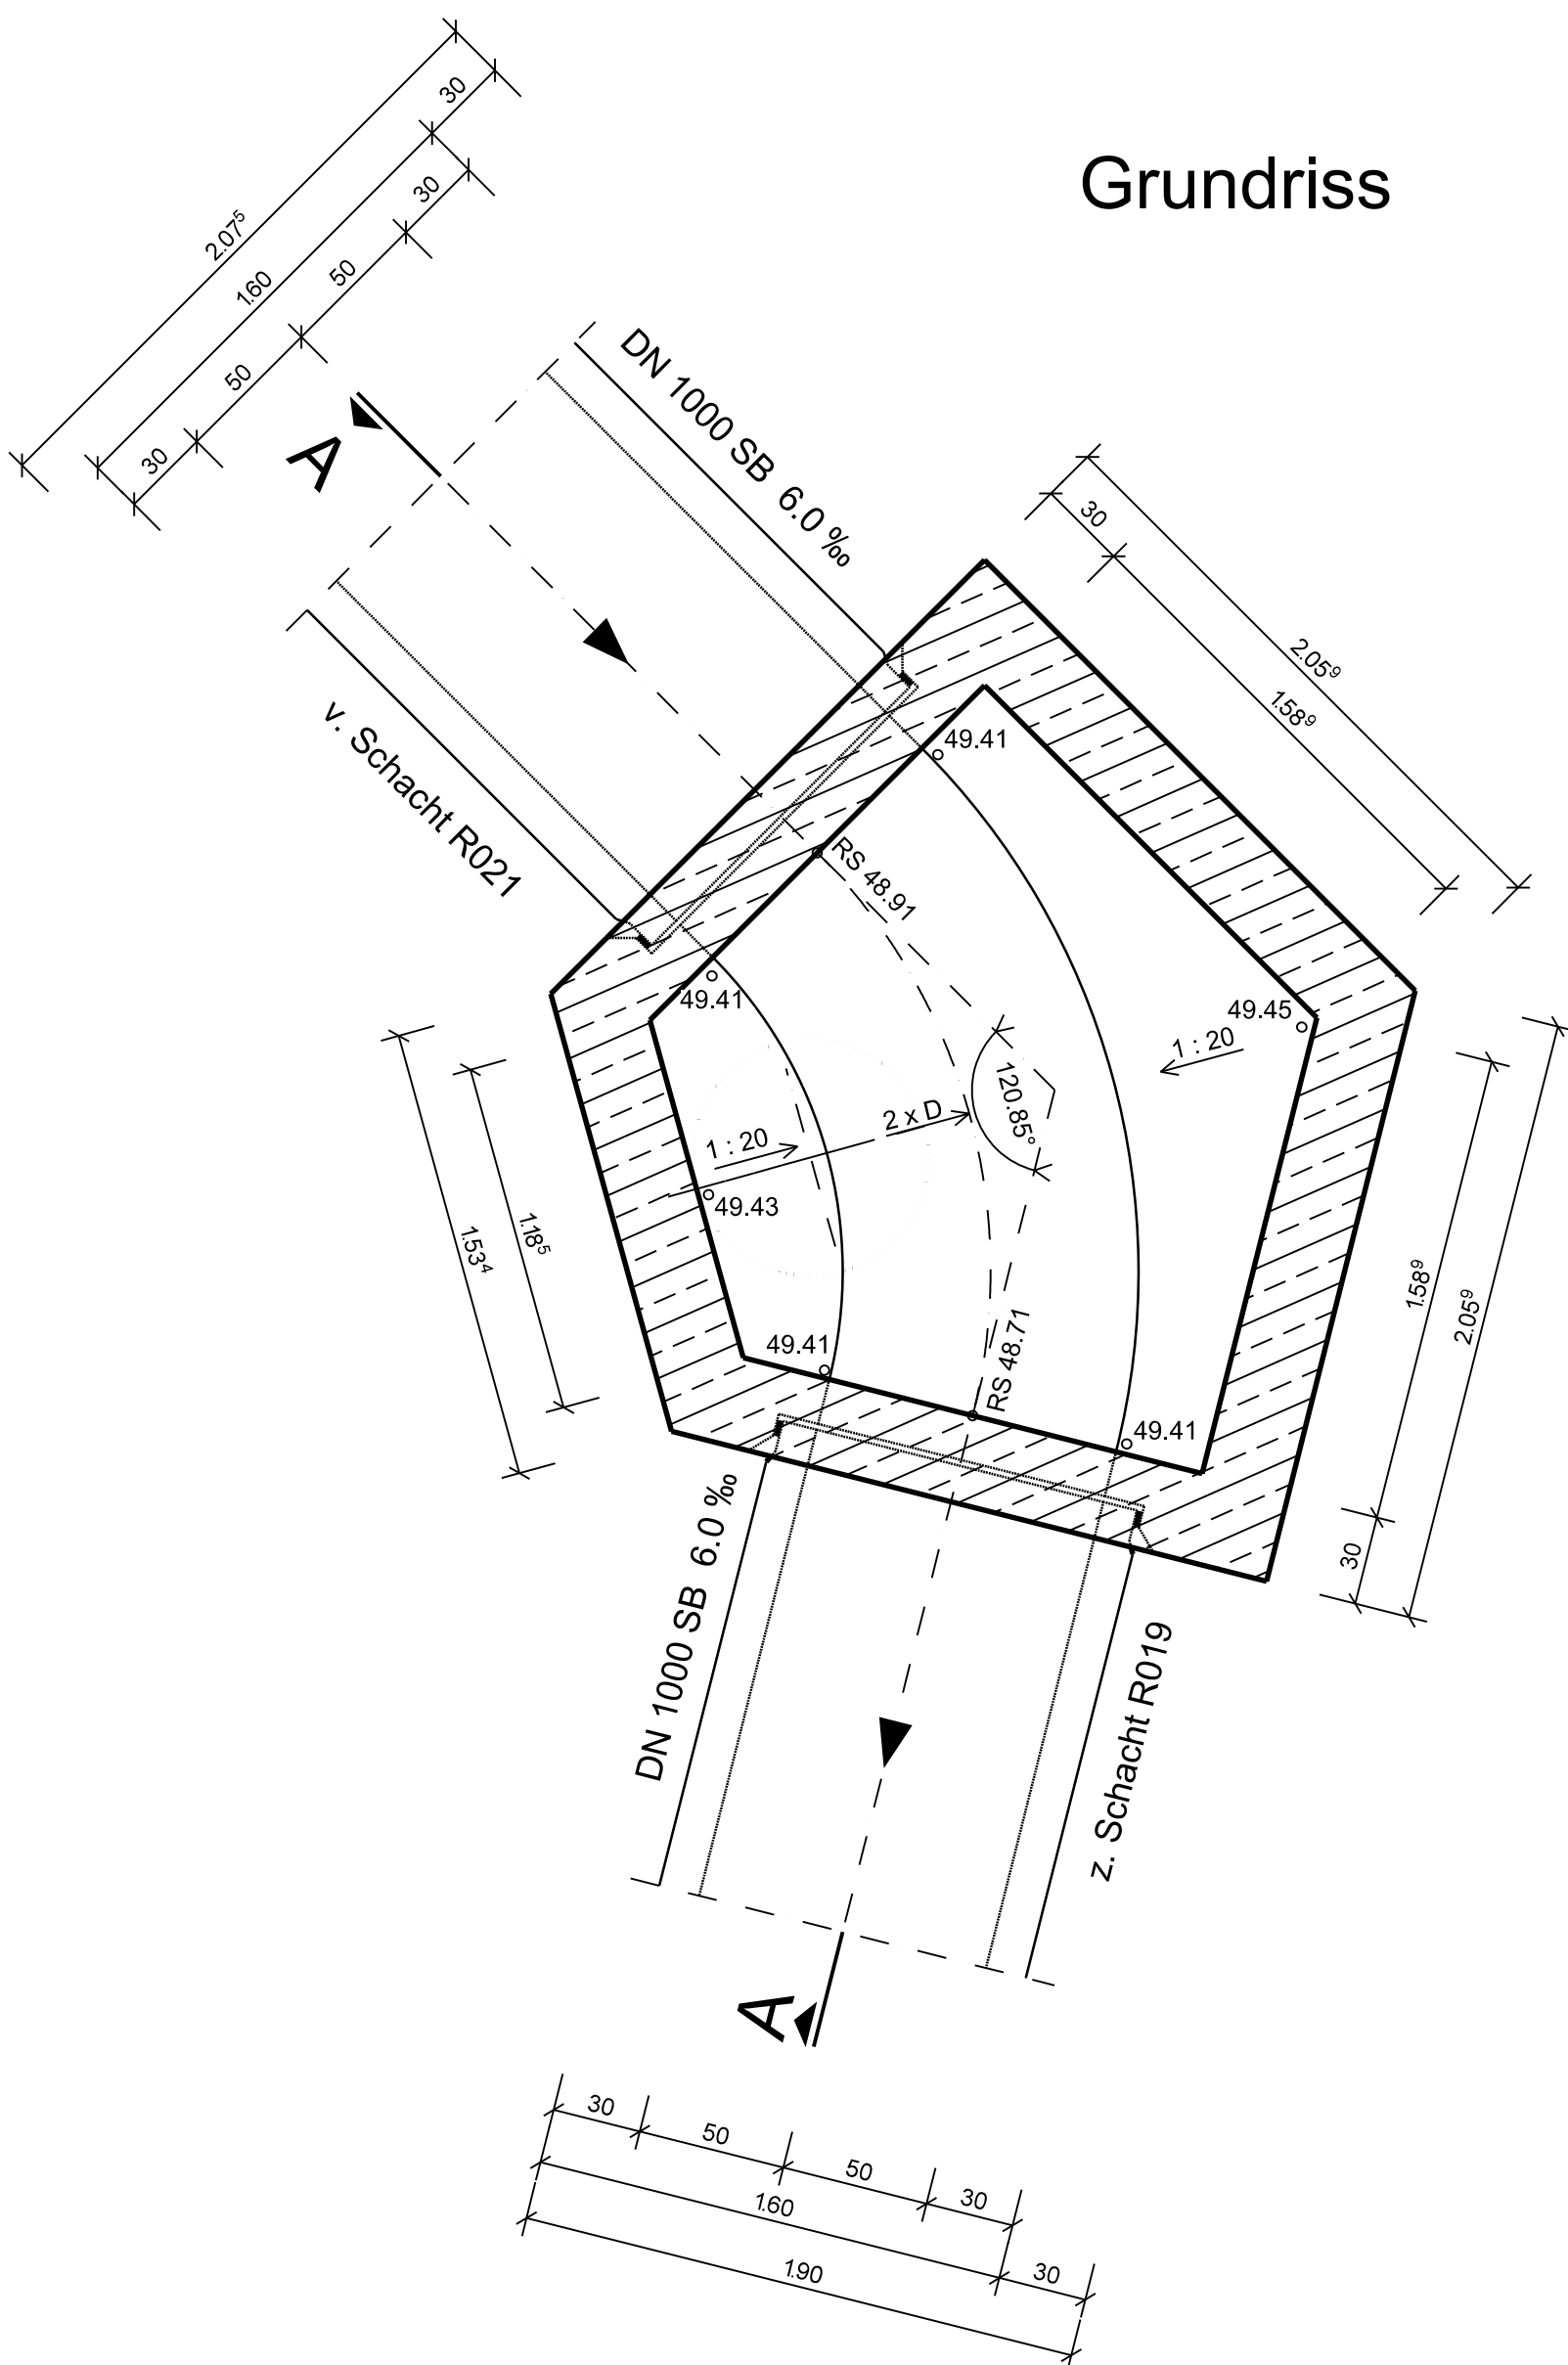 Grundriss
30
2.07⁵
30
1.60
50
50
30
A
DN 1000 SB 6.0 ‰
v. Schacht R021
30
2.05⁹
1.58⁹
49.41
RS 48.91
49.41
49.45
1 : 20
120.85°
2 x D
1 : 20
49.43
1.53⁴
1.18⁵
1.58⁹
2.05⁹
RS 48.71
49.41
49.41
30
DN 1000 SB 6.0 ‰
z. Schacht R019
A
30
50
50
30
1.60
30
1.90